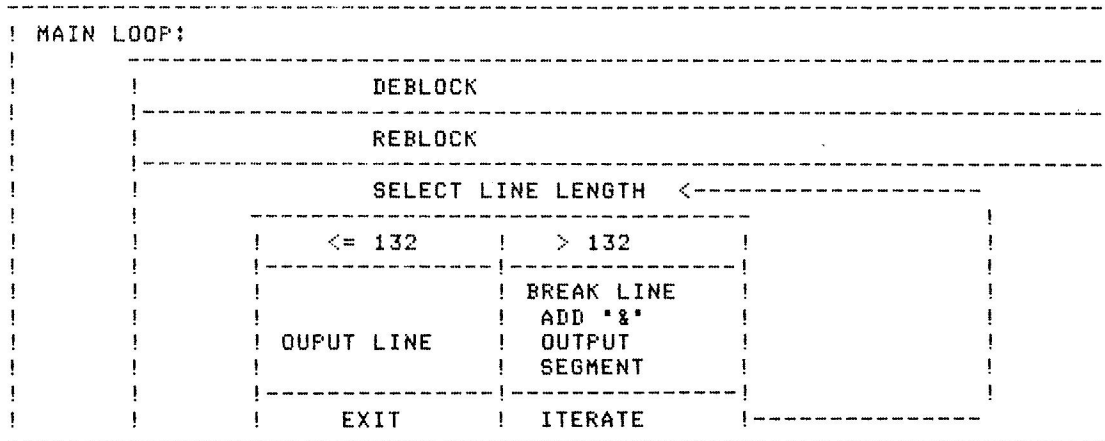 MAIN LOOP:
DEBLOCK
REBLOCK
SELECT LINE LENGTH <
<= 132 > 132
BREAK LINE
ADD "&"
OUPUT LINE OUTPUT
SEGMENT
EXIT ITERATE